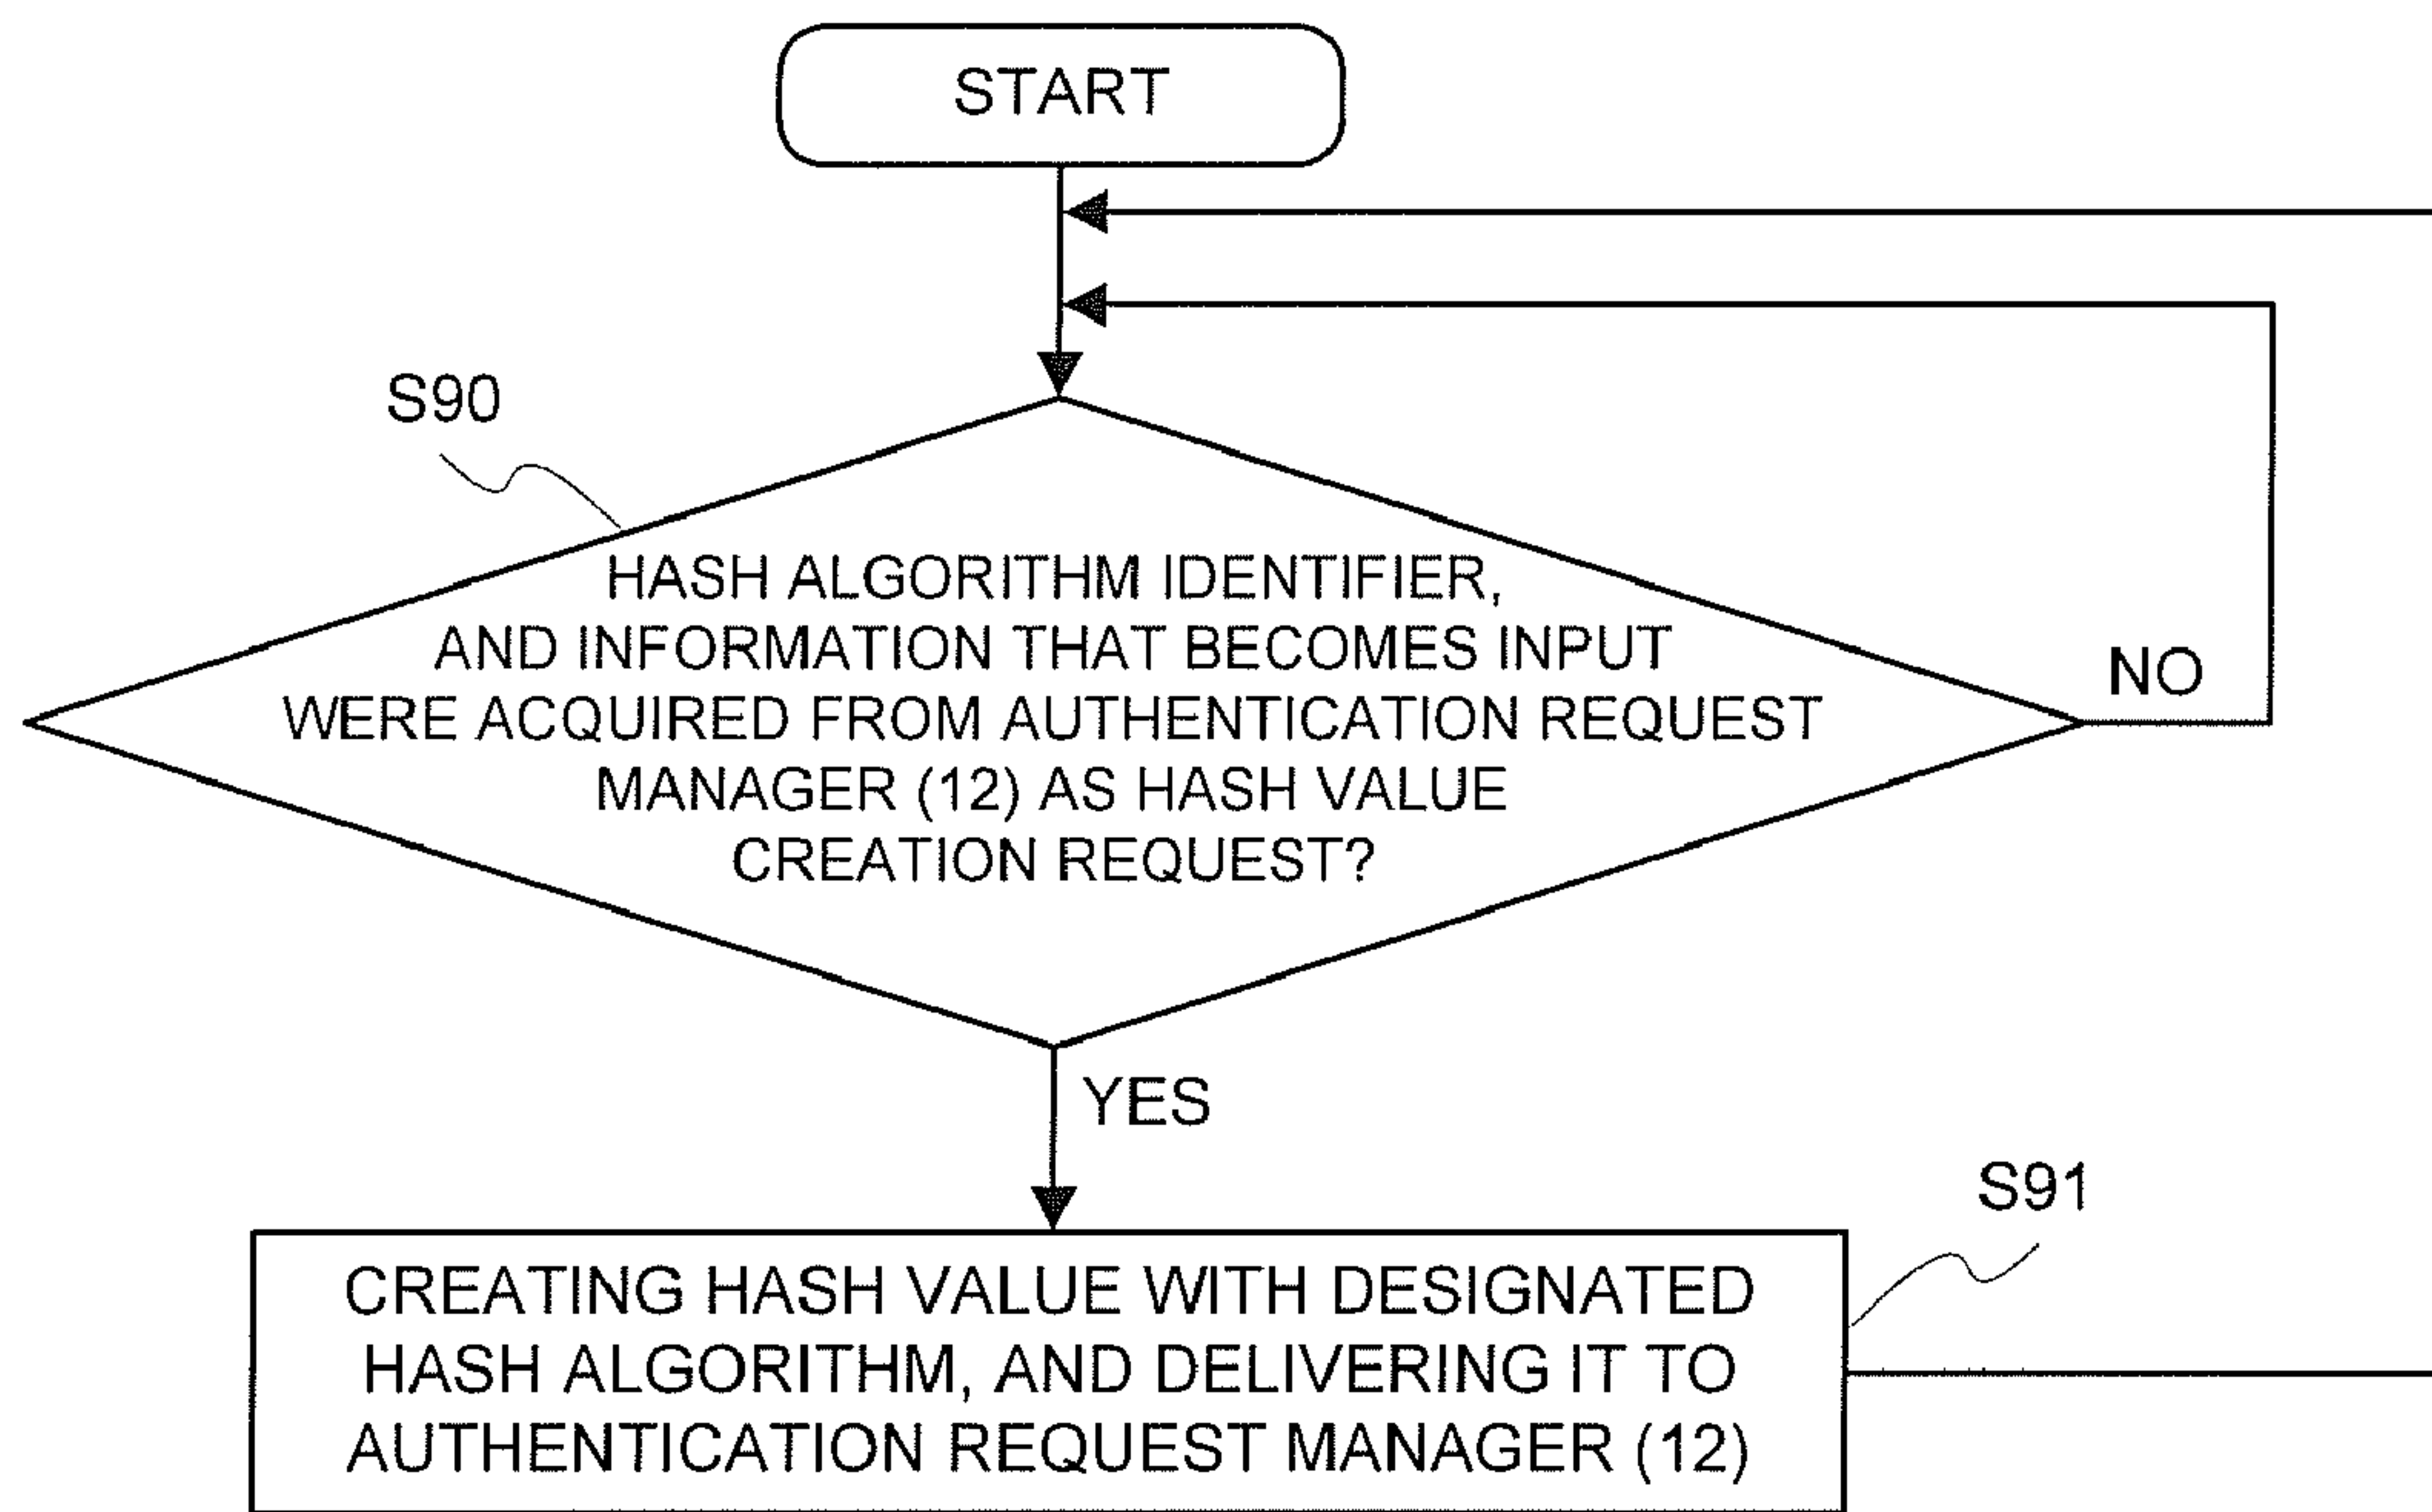 START
S90
HASH ALGORITHM IDENTIFIER,
AND INFORMATION THAT BECOMES INPUT
WERE ACQUIRED FROM AUTHENTICATION REQUEST
MANAGER (12) AS HASH VALUE
CREATION REQUEST?
NO
YES
S91
CREATING HASH VALUE WITH DESIGNATED
HASH ALGORITHM, AND DELIVERING IT TO
AUTHENTICATION REQUEST MANAGER (12)